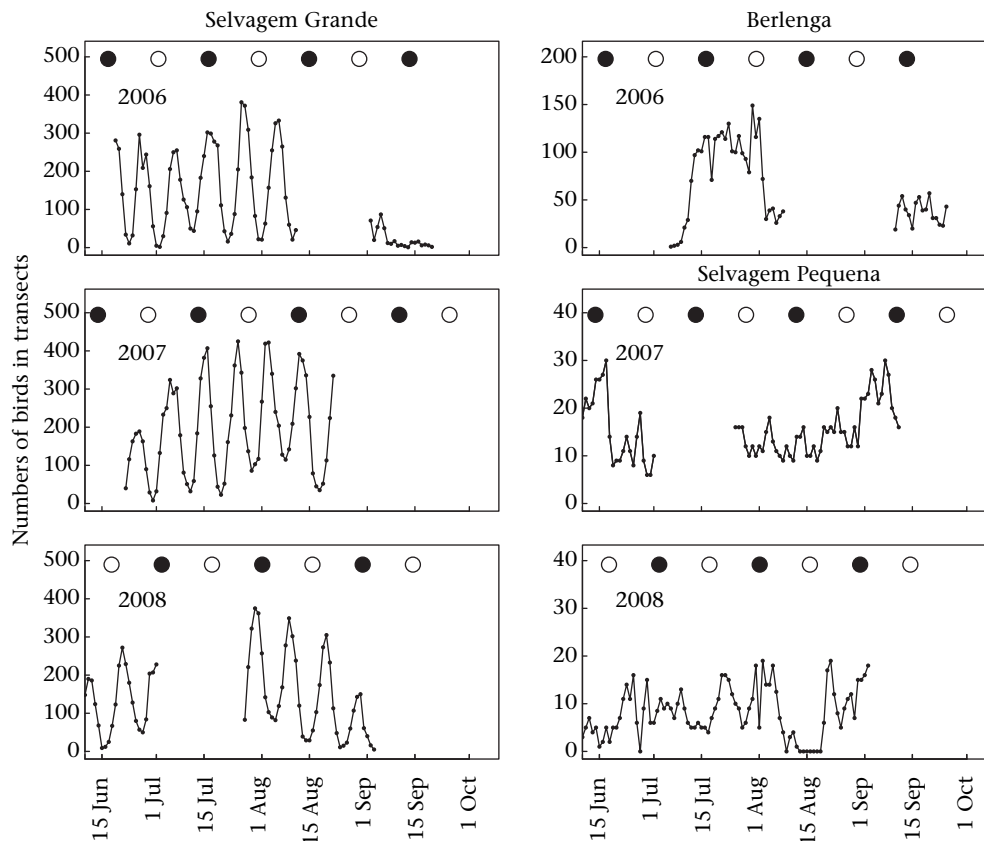 Selvagem Grande
500
400
300
200
100
0
2006
Berlenga
200
150
100
50
0
2006
Numbers of birds in transects
500
400
300
200
100
0
2007
Selvagem Pequena
40
30
20
10
0
2007
500
400
300
200
100
0
2008
40
30
20
10
0
2008
15 Jun
1 Jul
15 Jul
1 Aug
15 Aug
1 Sep
15 Sep
1 Oct
15 Jun
1 Jul
15 Jul
1 Aug
15 Aug
1 Sep
15 Sep
1 Oct